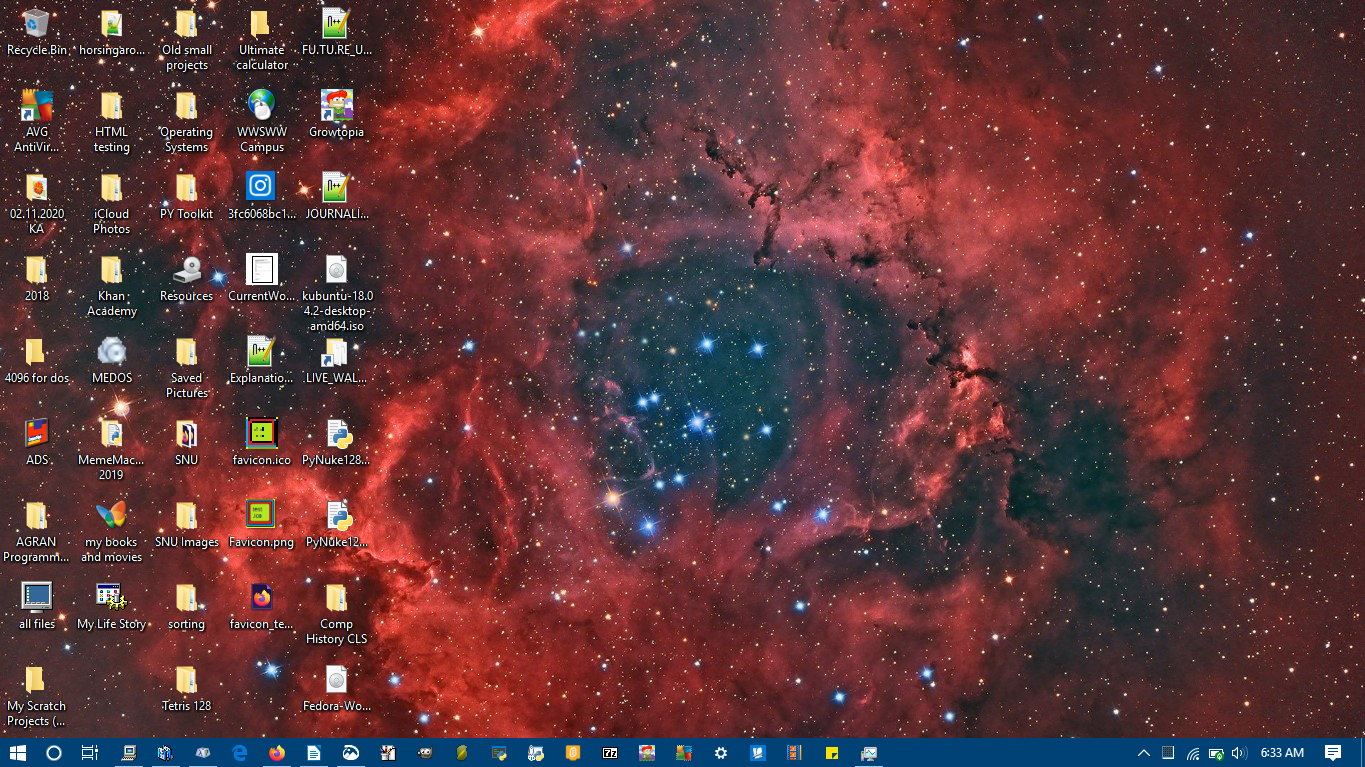 Recycle Bin
horsingaro...
Old small
projects
Ultimate
calculator
FU.TU.RE_U...
AVG
AntiVir...
HTML
testing
Operating
Systems
WWSWW
Campus
Growtopia
02.11.2020
KA
iCloud
Photos
PY Toolkit
3fc6068bc1...
JOURNALI...
2018
Khan
Academy
Resources
CurrentWo...
kubuntu-18.0
4.2-desktop-
amd64.iso
4096 for dos
MEDOS
Saved
Pictures
Explanatio...
LIVE_WAL...
ADS
MemeMac...
2019
SNU
favicon.ico
PyNuke128...
AGRAN
Programm...
my books
and movies
SNU Images
Favicon.png
PyNuke12...
all files
My Life Story
sorting
favicon_te...
Comp
History CLS
My Scratch
Projects (...
Tetris 128
Fedora-Wo...
6:33 AM